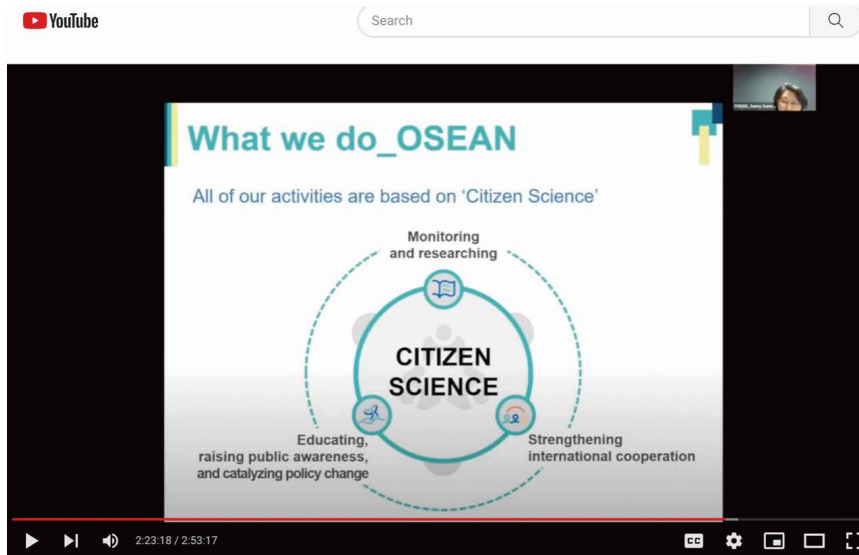 YouTube
Search
What we do_OSEAN
All of our activities are based on ‘Citizen Science’
Monitoring
and researching
CITIZEN
SCIENCE
Educating,
raising public awareness,
and catalyzing policy change
Strengthening
international cooperation
2:23:18 / 2:53:17
CC